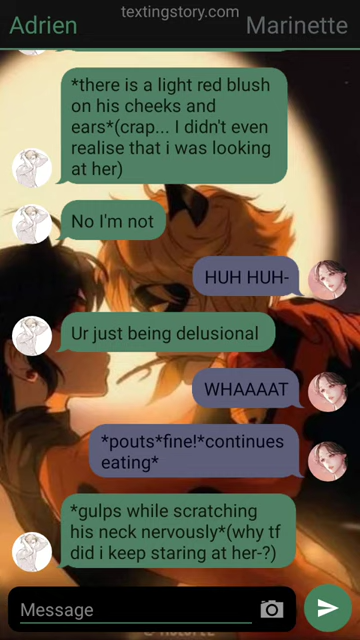 textingstory.com
Adrien
Marinette
*there is a light red blush
on his cheeks and
ears*(crap... I didn't even
realise that i was looking
at her)
No I'm not
HUH HUH-
Ur just being delusional
WHAAAAT
*pouts*fine!*continues
eating*
*gulps while scratching
his neck nervously*(why tf
did i keep staring at her-?)
Message